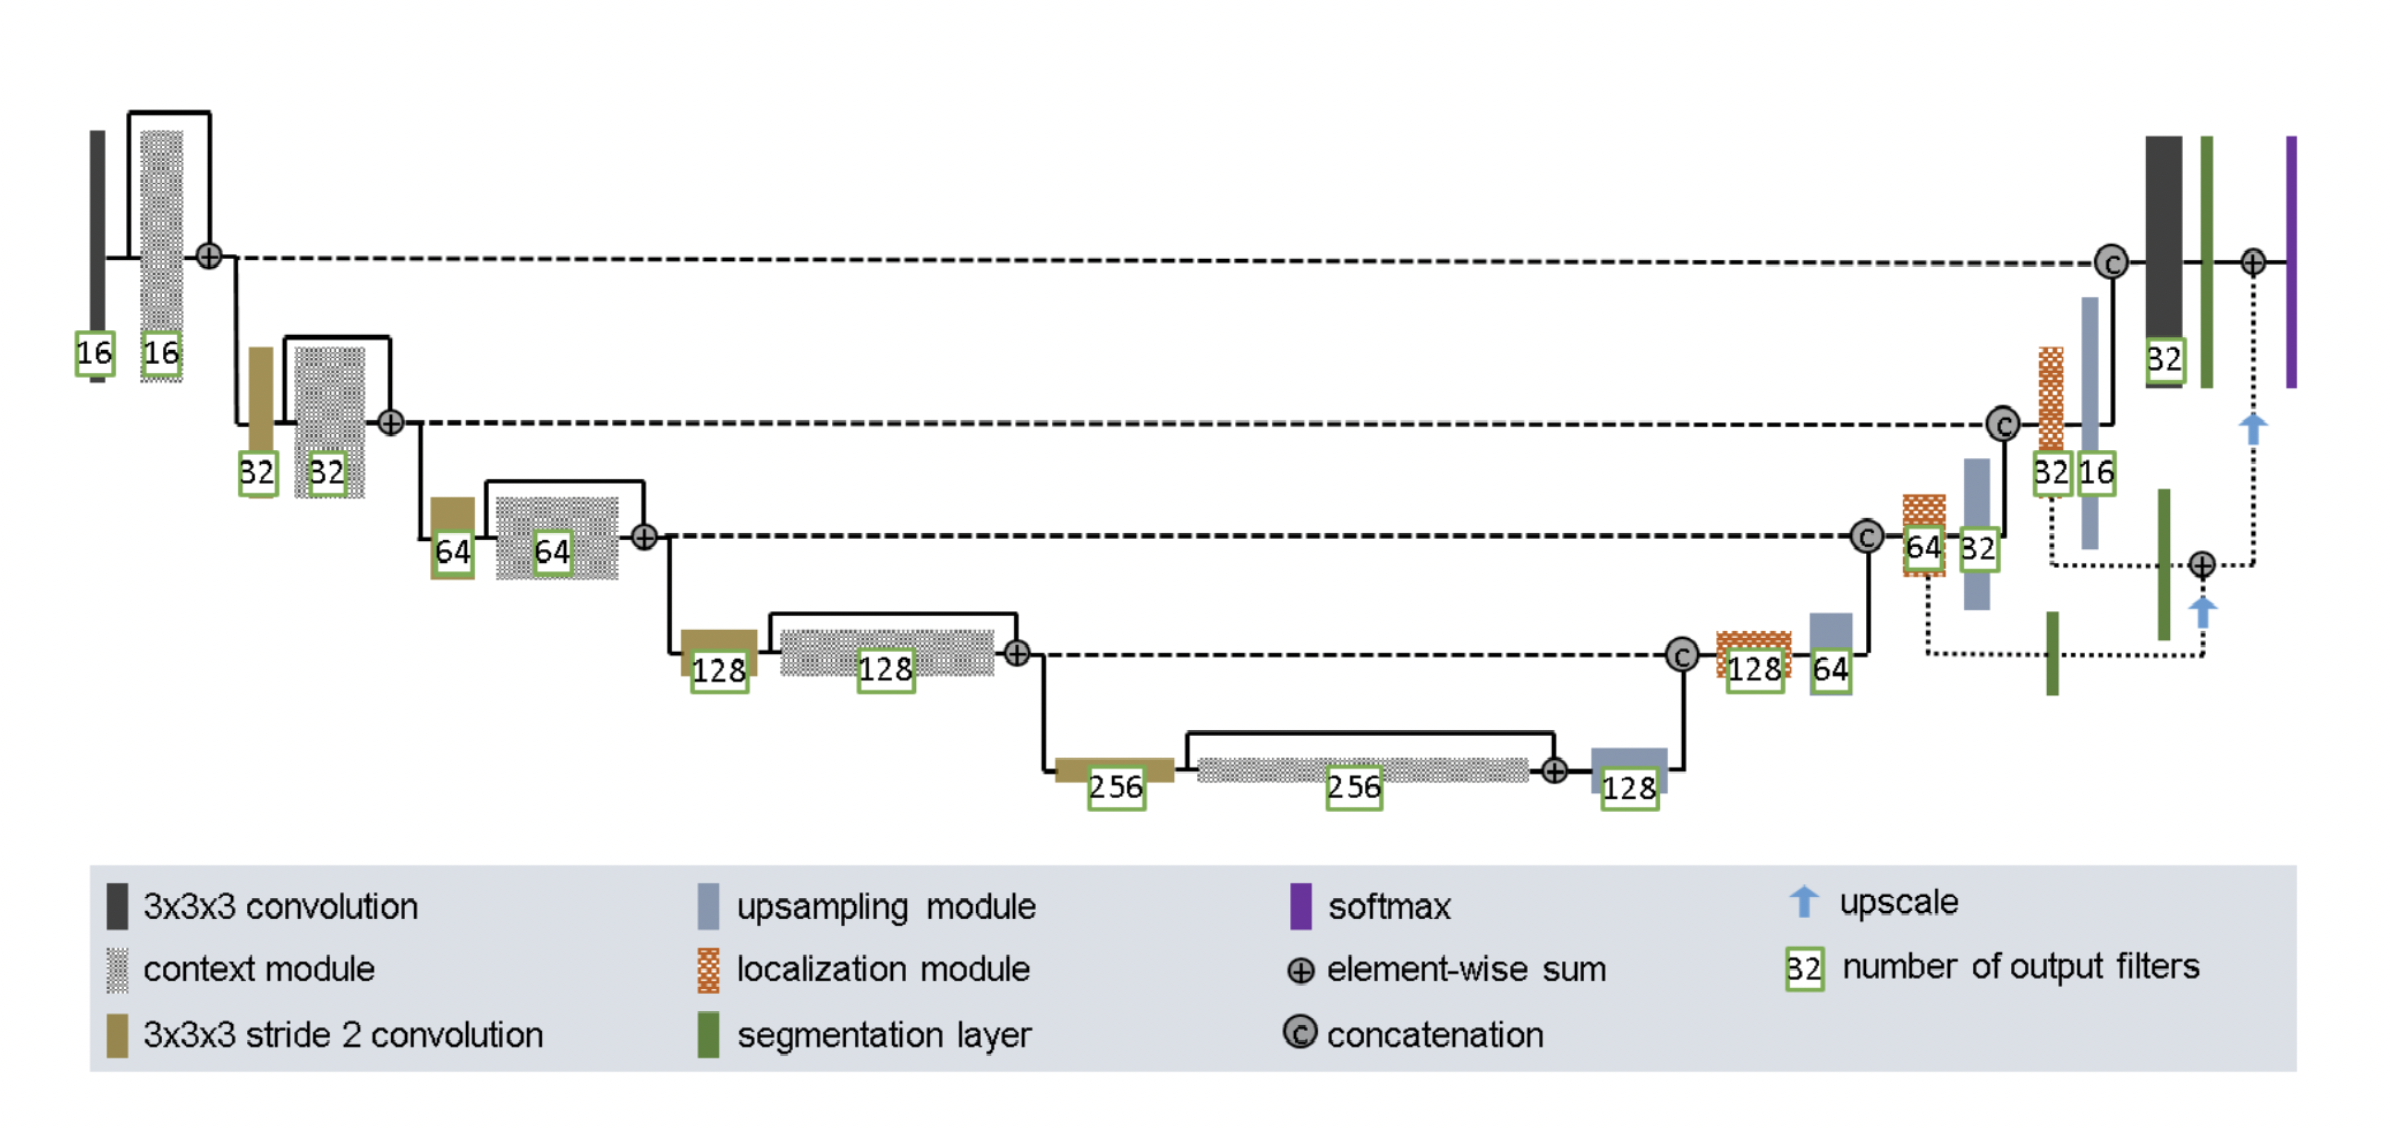 16
16
32
32
32
32
32
16
64
64
64
32
128
128
128
64
256
256
128
C
C
C
C
3x3x3 convolution
context module
3x3x3 stride 2 convolution
upsampling module
localization module
segmentation layer
softmax
element-wise sum
C concatenation
upscale
32 number of output filters